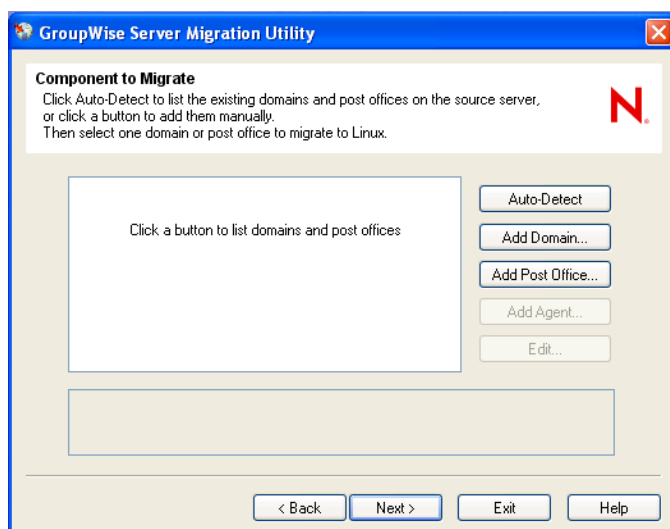 GroupWise Server Migration Utility
Component to Migrate
Click Auto-Detect to list the existing domains and post offices on the source server,
or click a button to add them manually.
Then select one domain or post office to migrate to Linux.
N
Click a button to list domains and post offices
Auto-Detect
Add Domain...
Add Post Office...
Add Agent...
Edit...
< Back
Next >
Exit
Help